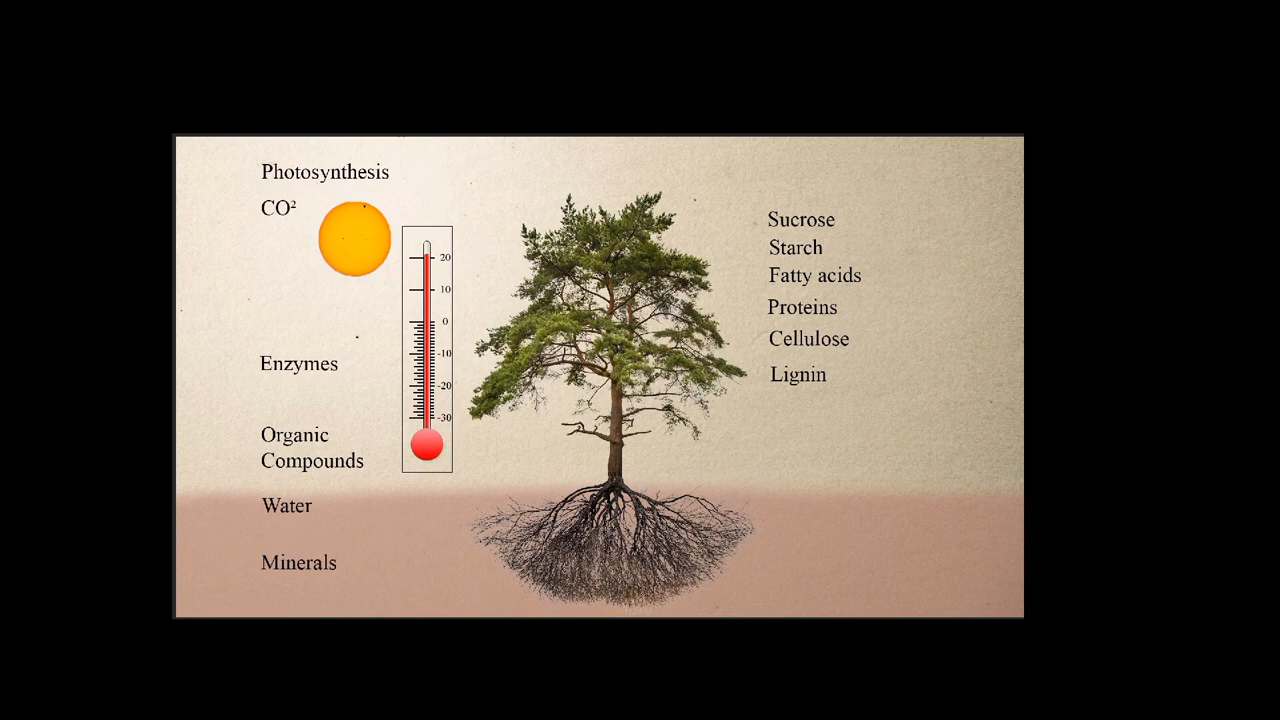 Photosynthesis
CO²
20
10
0
-10
-20
-30
Enzymes
Organic
Compounds
Water
Minerals
Sucrose
Starch
Fatty acids
Proteins
Cellulose
Lignin